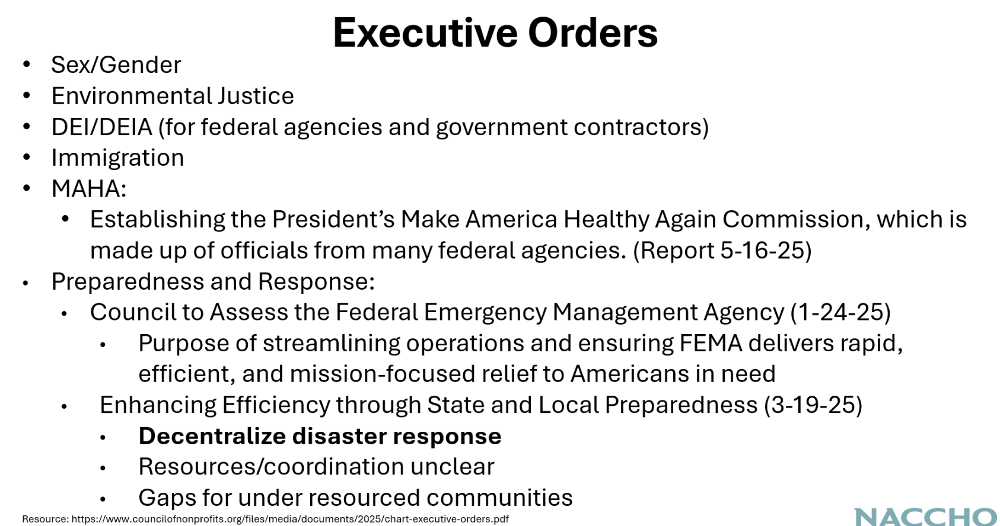 Executive Orders
• Sex/Gender
• Environmental Justice
• DEI/DEIA (for federal agencies and government contractors)
• Immigration
• MAHA:
• Establishing the President’s Make America Healthy Again Commission, which is
made up of officials from many federal agencies. (Report 5-16-25)
• Preparedness and Response:
• Council to Assess the Federal Emergency Management Agency (1-24-25)
• Purpose of streamlining operations and ensuring FEMA delivers rapid,
efficient, and mission-focused relief to Americans in need
• Enhancing Efficiency through State and Local Preparedness (3-19-25)
• Decentralize disaster response
• Resources/coordination unclear
• Gaps for under resourced communities
Resource: https://www.councilofnonprofits.org/files/media/documents/2025/chart-executive-orders.pdf
NACCHO